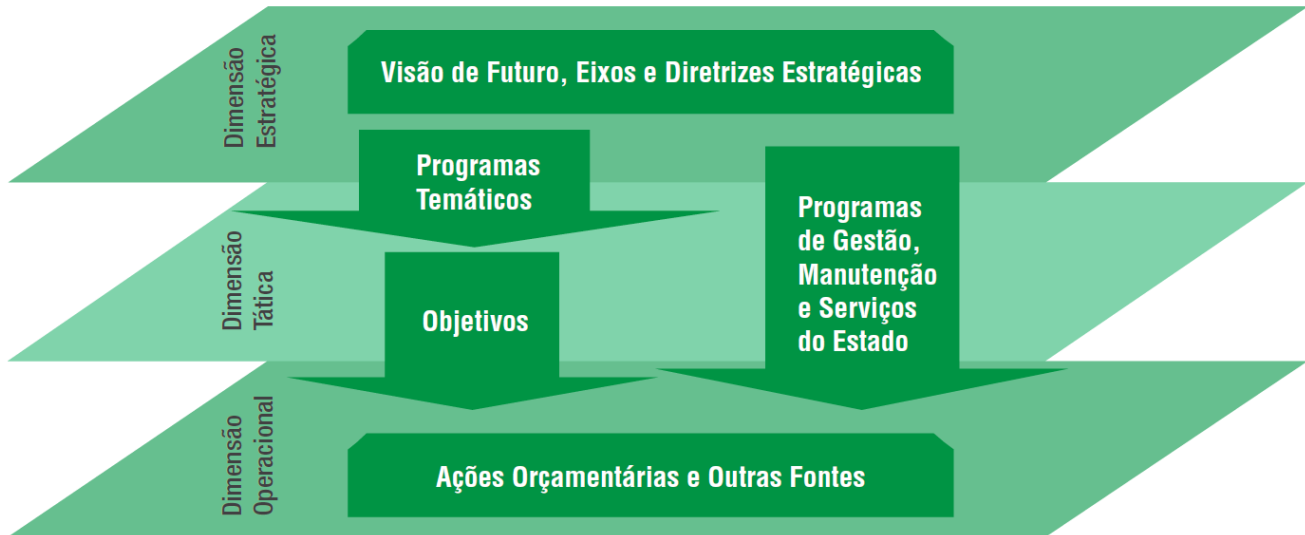 Dimensão
Estratégica
Visão de Futuro, Eixos e Diretrizes Estratégicas
Programas
Temáticos
Programas
de Gestão,
Manutenção
e Serviços
do Estado
Dimensão
Tática
Objetivos
Dimensão
Operacional
Ações Orçamentárias e Outras Fontes